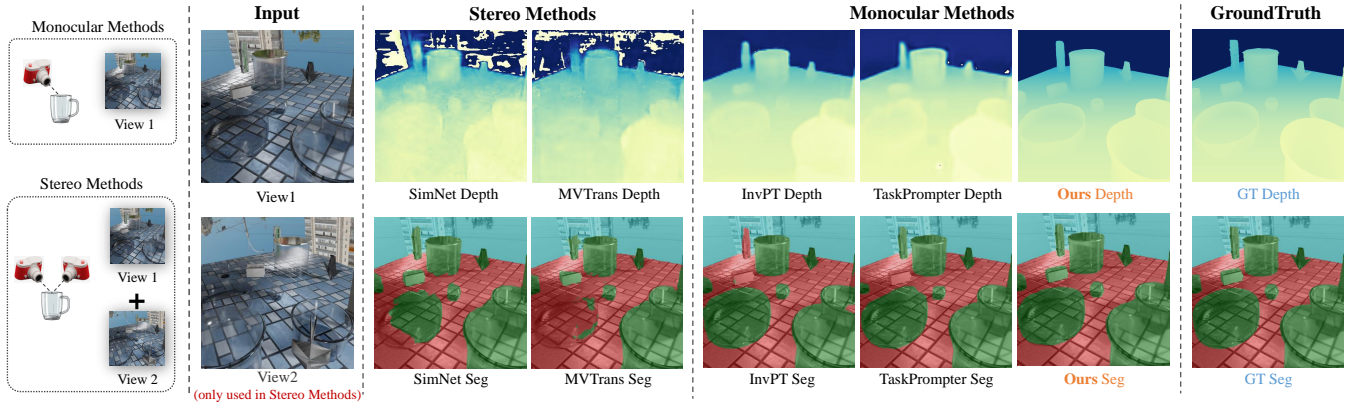 Monocular Methods
View 1
Stereo Methods
View 1
+
View 2
Input
View1
View2
(only used in Stereo Methods)
Stereo Methods
SimNet Depth
MVTrans Depth
SimNet Seg
MVTrans Seg
Monocular Methods
InvPT Depth
TaskPrompter Depth
Ours Depth
InvPT Seg
TaskPrompter Seg
Ours Seg
GroundTruth
GT Depth
GT Seg